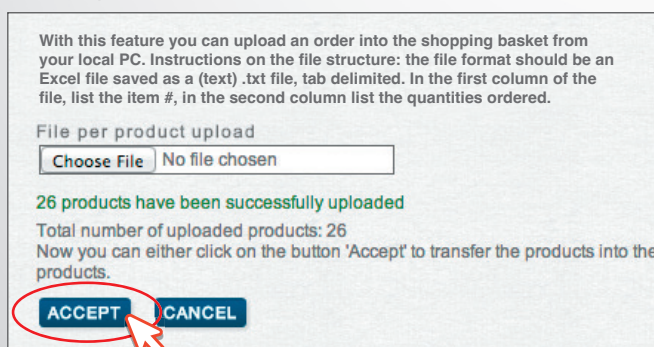 With this feature you can upload an order into the shopping basket from
your local PC. Instructions on the file structure: the file format should be an
Excel file saved as a (text) .txt file, tab delimited. In the first column of the
file, list the item #, in the second column list the quantities ordered.
File per product upload
Choose File No file chosen
26 products have been successfully uploaded
Total number of uploaded products: 26
Now you can either click on the button 'Accept' to transfer the products into the
products.
ACCEPT CANCEL